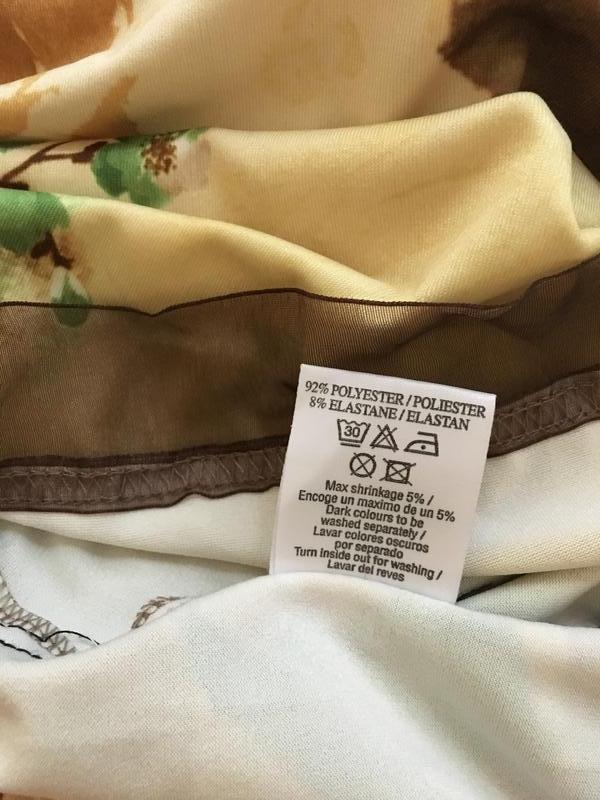 92% POLYESTER / POLIESTER
8% ELASTANE / ELASTAN
30
Max shrinkage 5% /
Encoge un maximo de un 5%
Dark colours to be
washed separately /
Lavar colores oscuros
por separado
Turn inside out for washing /
Lavar del reves